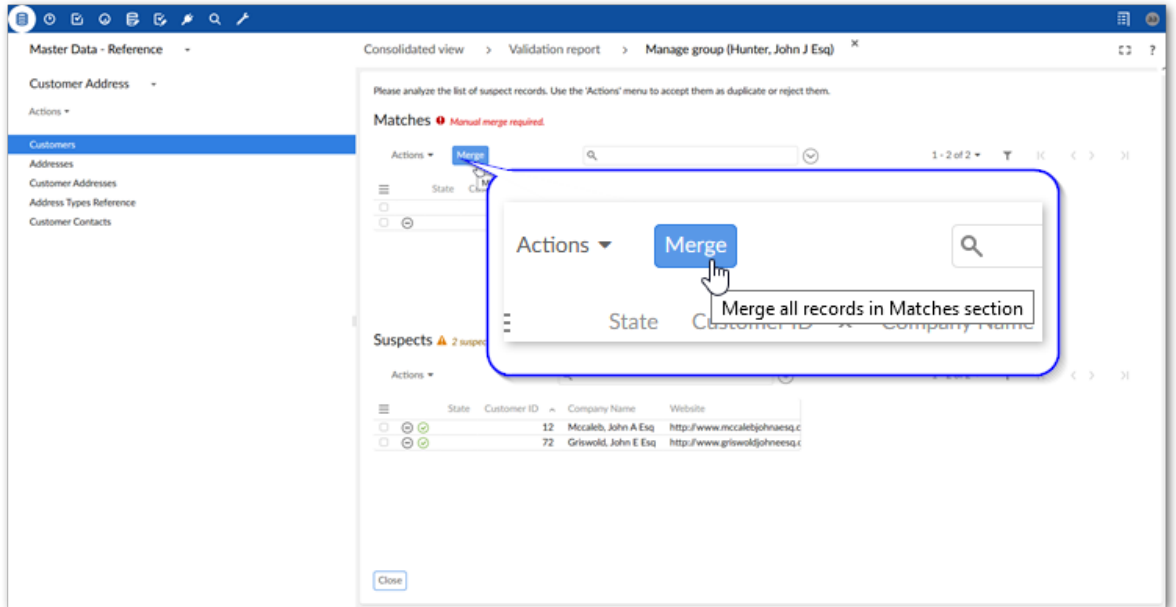 Master Data - Reference
Consolidated view > Validation report > Manage group (Hunter, John J Esq) ×
?
Customer Address
Actions
Please analyze the list of suspect records. Use the 'Actions' menu to accept them as duplicate or reject them.
Matches Manual merge required.
Customers
Addresses
Customer Addresses
Address Types Reference
Customer Contacts
Actions Merge 1 - 2 of 2
State
Actions Merge
Merge all records in Matches section
State Customer ID Company Name
Suspects 2
Actions
State Customer ID Company Name Website
12 Mccaleb, John A Esq http://www.mccalebjohnaesq.c
72 Griswold, John E Esq http://www.griswoldjohneesq.c
Close